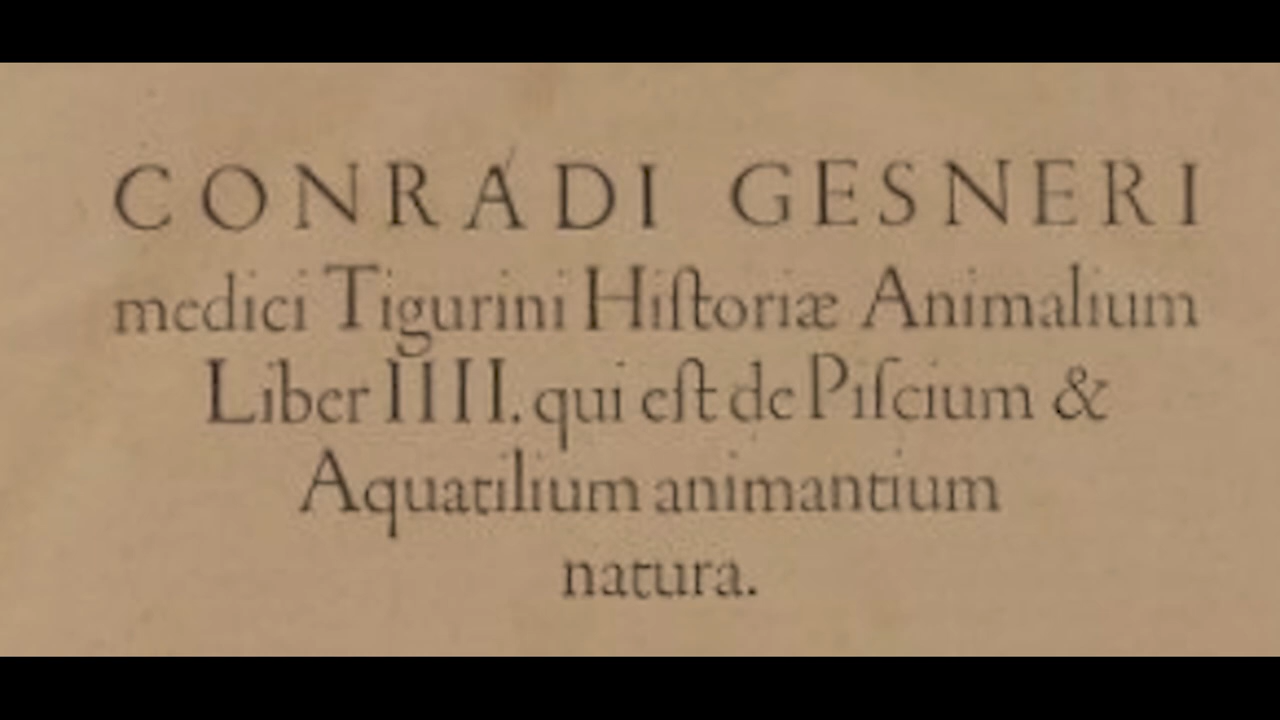 CONRADI GESNERI
medici Tigurini Hiſtoriæ Animalium
Liber IIII. qui eſt de Piſcium &
Aquatilium animantium
natura.